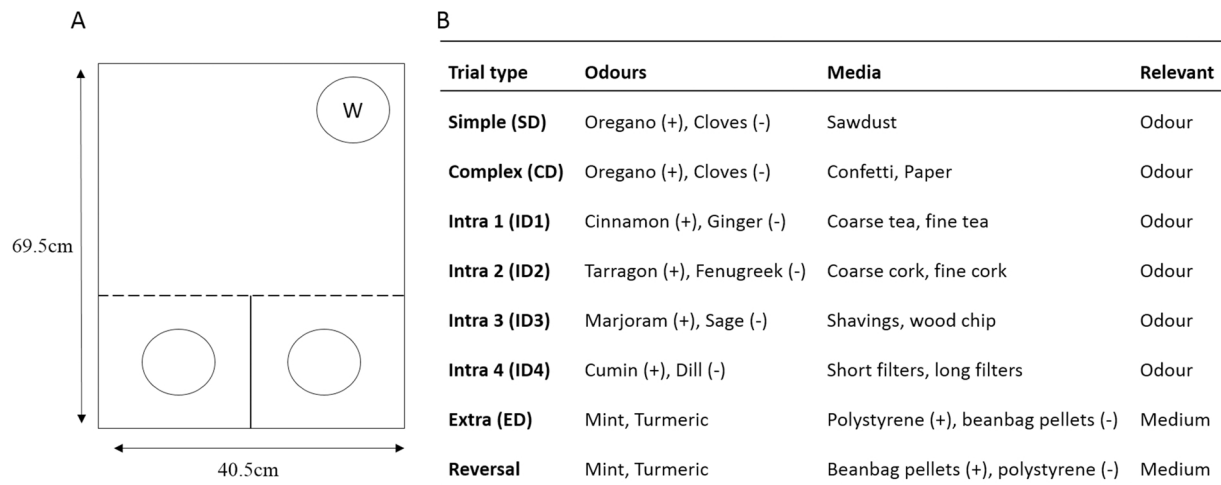 A
W
69.5cm
40.5cm
B
Trial type Odours Media Relevant
Simple (SD) Oregano (+), Cloves (-) Sawdust Odour
Complex (CD) Oregano (+), Cloves (-) Confetti, Paper Odour
Intra 1 (ID1) Cinnamon (+), Ginger (-) Coarse tea, fine tea Odour
Intra 2 (ID2) Tarragon (+), Fenugreek (-) Coarse cork, fine cork Odour
Intra 3 (ID3) Marjoram (+), Sage (-) Shavings, wood chip Odour
Intra 4 (ID4) Cumin (+), Dill (-) Short filters, long filters Odour
Extra (ED) Mint, Turmeric Polystyrene (+), beanbag pellets (-) Medium
Reversal Mint, Turmeric Beanbag pellets (+), polystyrene (-) Medium